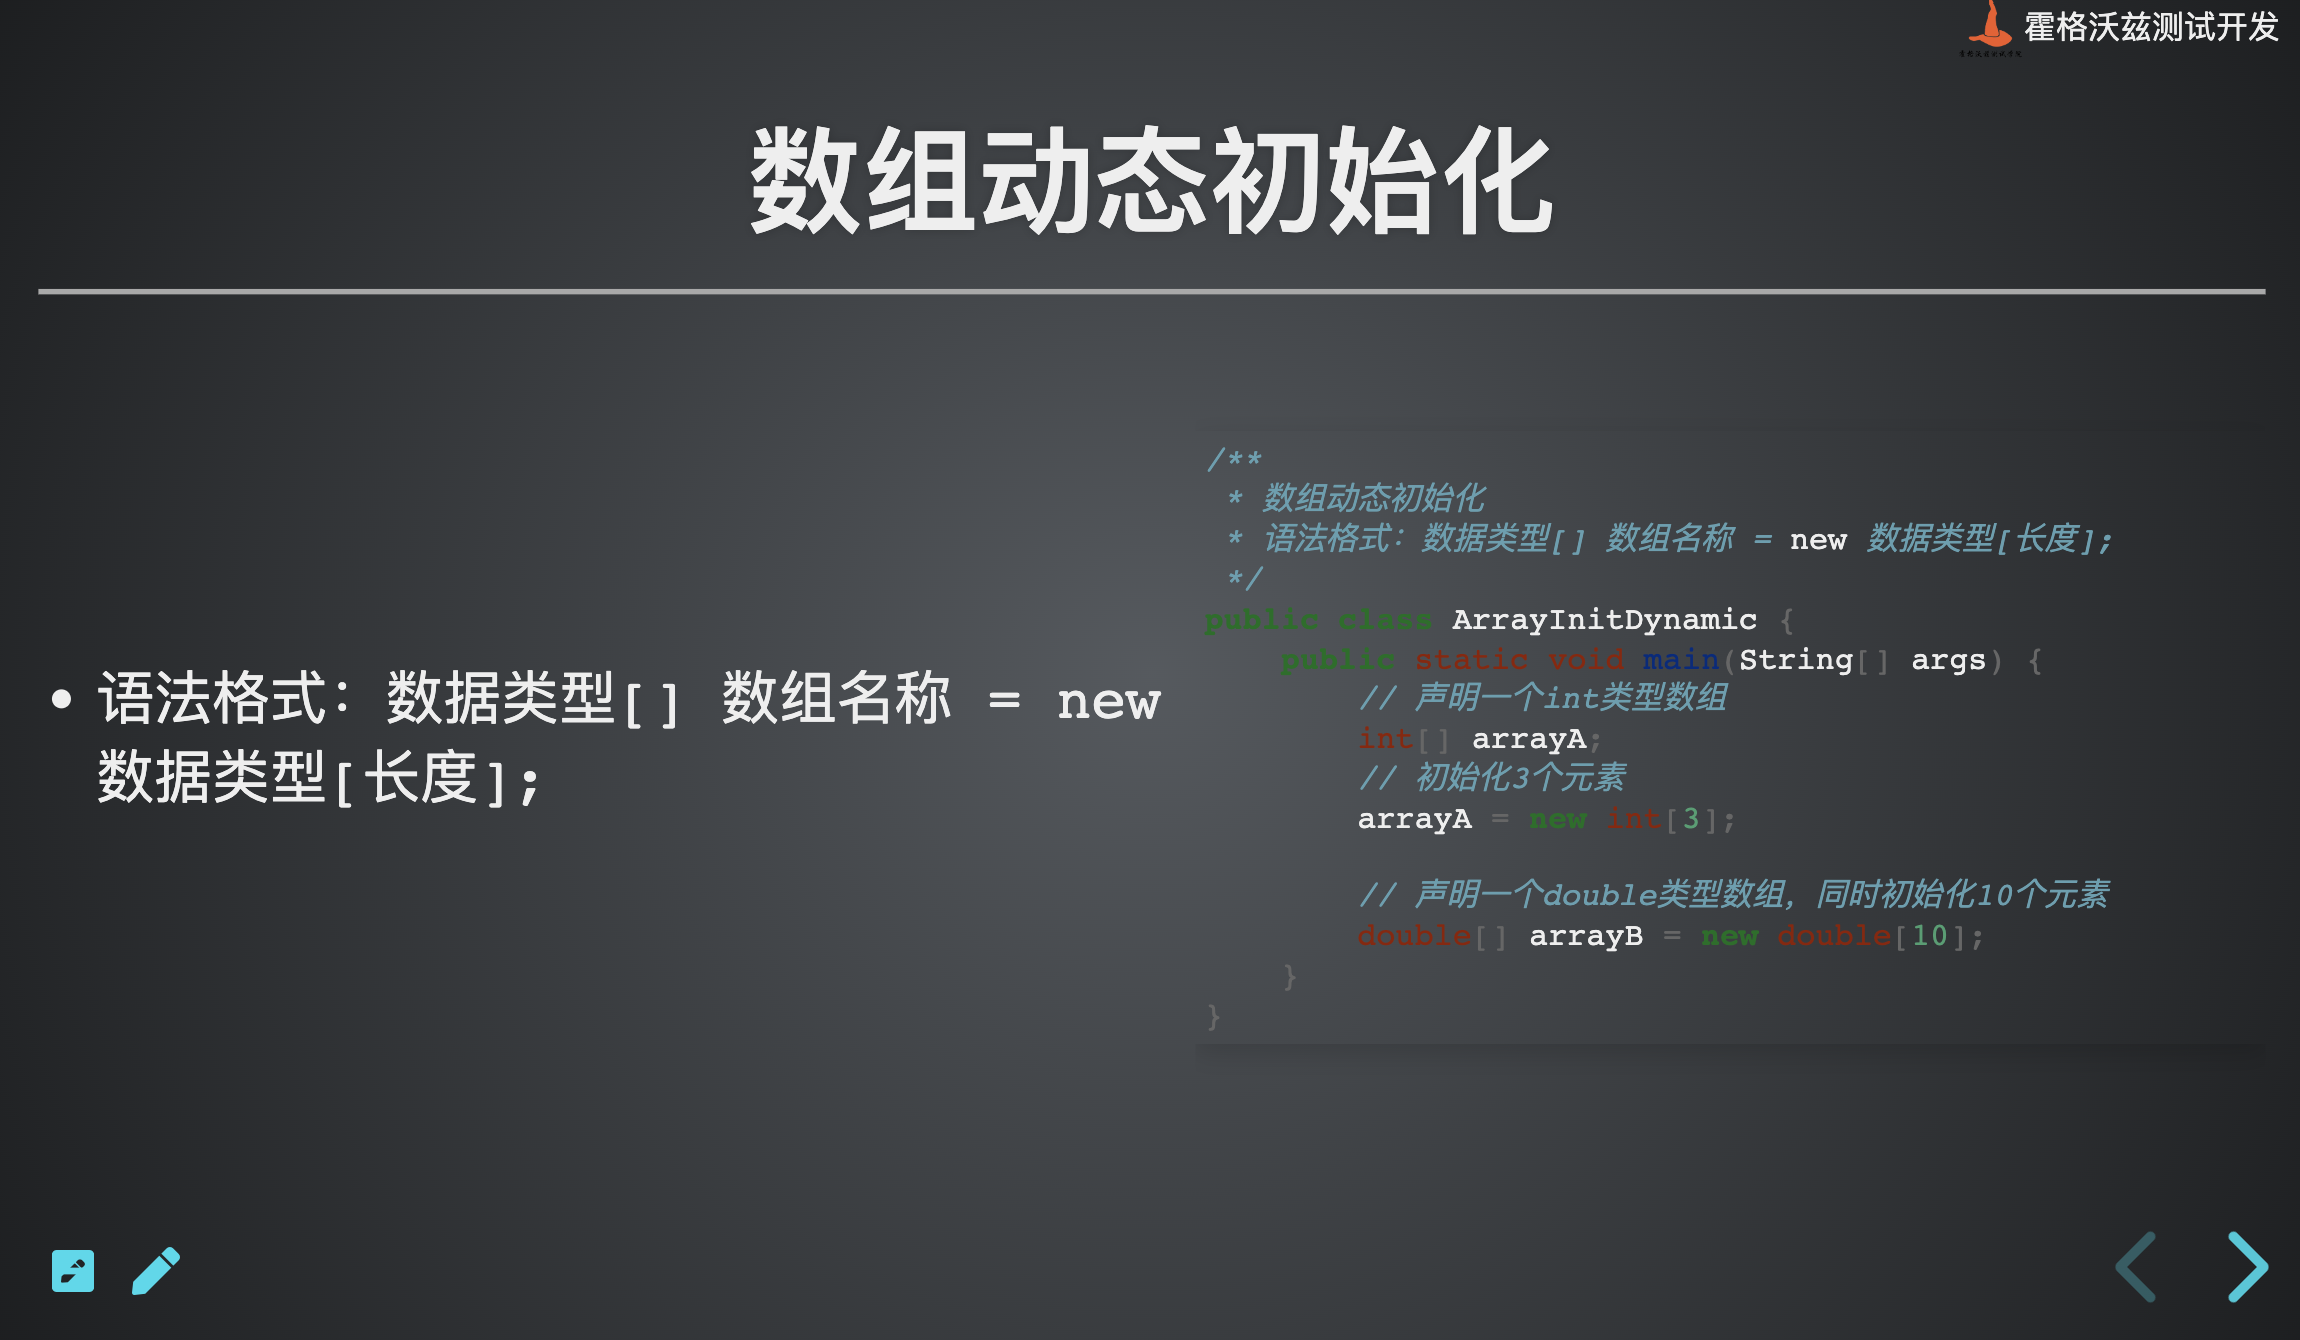 霍格沃兹测试开发
数组动态初始化
• 语法格式：数据类型[] 数组名称 = new
数据类型[长度];
/**
 * 数组动态初始化
 * 语法格式：数据类型[] 数组名称 = new 数据类型[长度];
 */
public class ArrayInitDynamic {
    public static void main(String[] args) {
        // 声明一个int类型数组
        int[] arrayA;
        // 初始化3个元素
        arrayA = new int[3];

        // 声明一个double类型数组，同时初始化10个元素
        double[] arrayB = new double[10];
    }
}